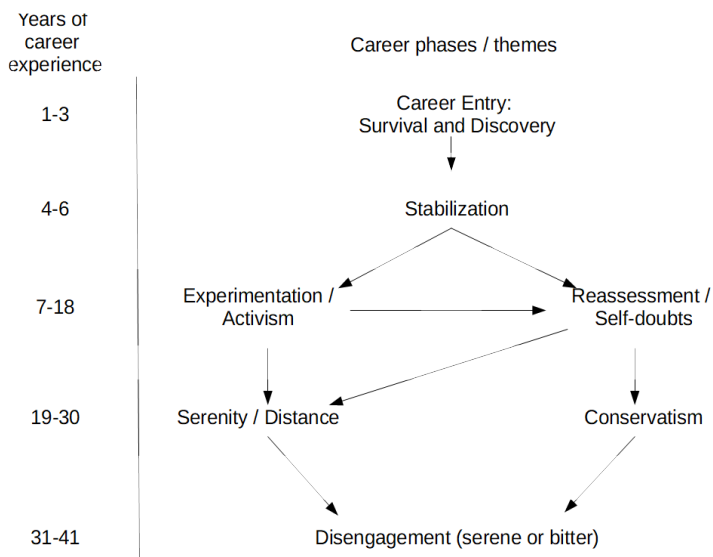 Years of
career
experience
Career phases / themes
1-3
Career Entry:
Survival and Discovery
4-6
Stabilization
7-18
Experimentation /
Activism
Reassessment /
Self-doubts
19-30
Serenity / Distance
Conservatism
31-41
Disengagement (serene or bitter)